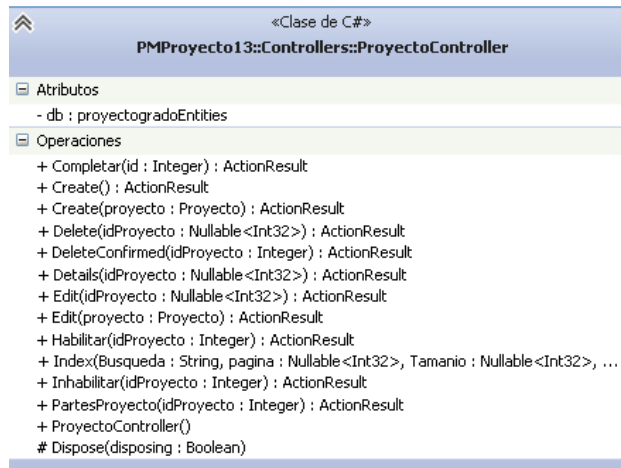 «Clase de C#»
PMProyecto13::Controllers::ProyectoController
Atributos
- db : proyectogradoEntities
Operaciones
+ Completar(id : Integer) : ActionResult
+ Create() : ActionResult
+ Create(proyecto : Proyecto) : ActionResult
+ Delete(idProyecto : Nullable<Int32>) : ActionResult
+ DeleteConfirmed(idProyecto : Integer) : ActionResult
+ Details(idProyecto : Nullable<Int32>) : ActionResult
+ Edit(idProyecto : Nullable<Int32>) : ActionResult
+ Edit(proyecto : Proyecto) : ActionResult
+ Habilitar(idProyecto : Integer) : ActionResult
+ Index(Busqueda : String, pagina : Nullable<Int32>, Tamanio : Nullable<Int32>, ...
+ Inhabilitar(idProyecto : Integer) : ActionResult
+ PartesProyecto(idProyecto : Integer) : ActionResult
+ ProyectoController()
# Dispose(disposing : Boolean)